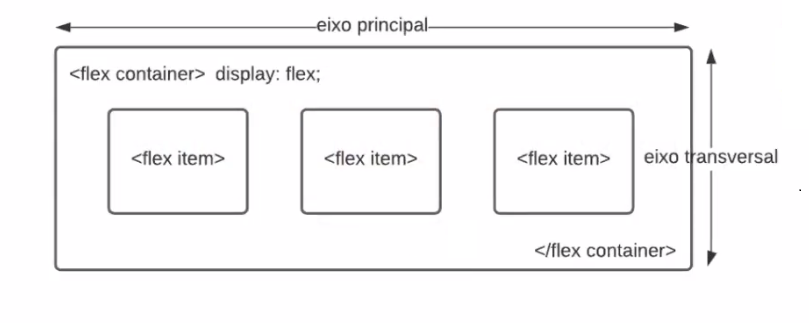 eixo principal
<flex container> display: flex;
<flex item>
<flex item>
<flex item>
eixo transversal
</flex container>